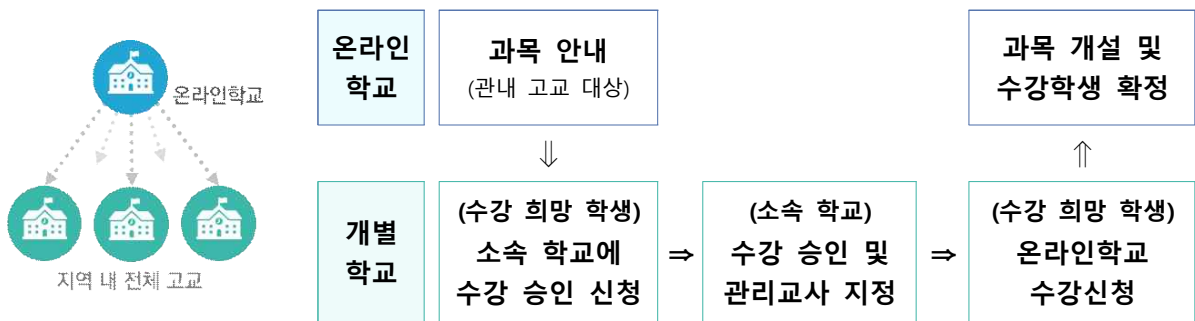 온라인학교
지역 내 전체 고교
온라인
학교
과목 안내
(관내 고교 대상)
과목 개설 및
수강학생 확정
⇓
⇑
개별
학교
(수강 희망 학생)
소속 학교에
수강 승인 신청
⇒
(소속 학교)
수강 승인 및
관리교사 지정
⇒
(수강 희망 학생)
온라인학교
수강신청